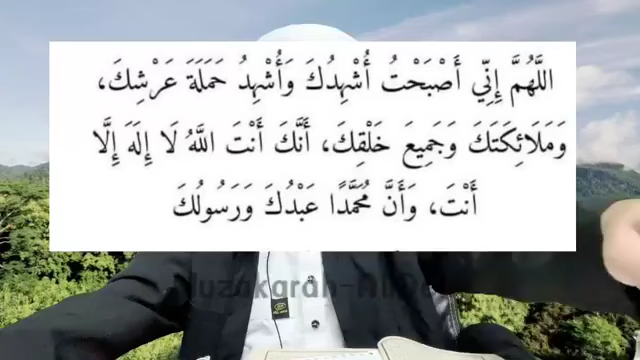 اللَّهُمَّ إِنِّي أَصْبَحْتُ أُشْهِدُكَ وَأُشْهِدُ حَمَلَةَ عَرْشِكَ،
وَمَلَائِكَتَكَ وَجَمِيعَ خَلْقِكَ، أَنَّكَ أَنْتَ اللَّهُ لَا إِلَهَ إِلَّا
أَنْتَ، وَأَنَّ مُحَمَّدًا عَبْدُكَ وَرَسُولُكَ